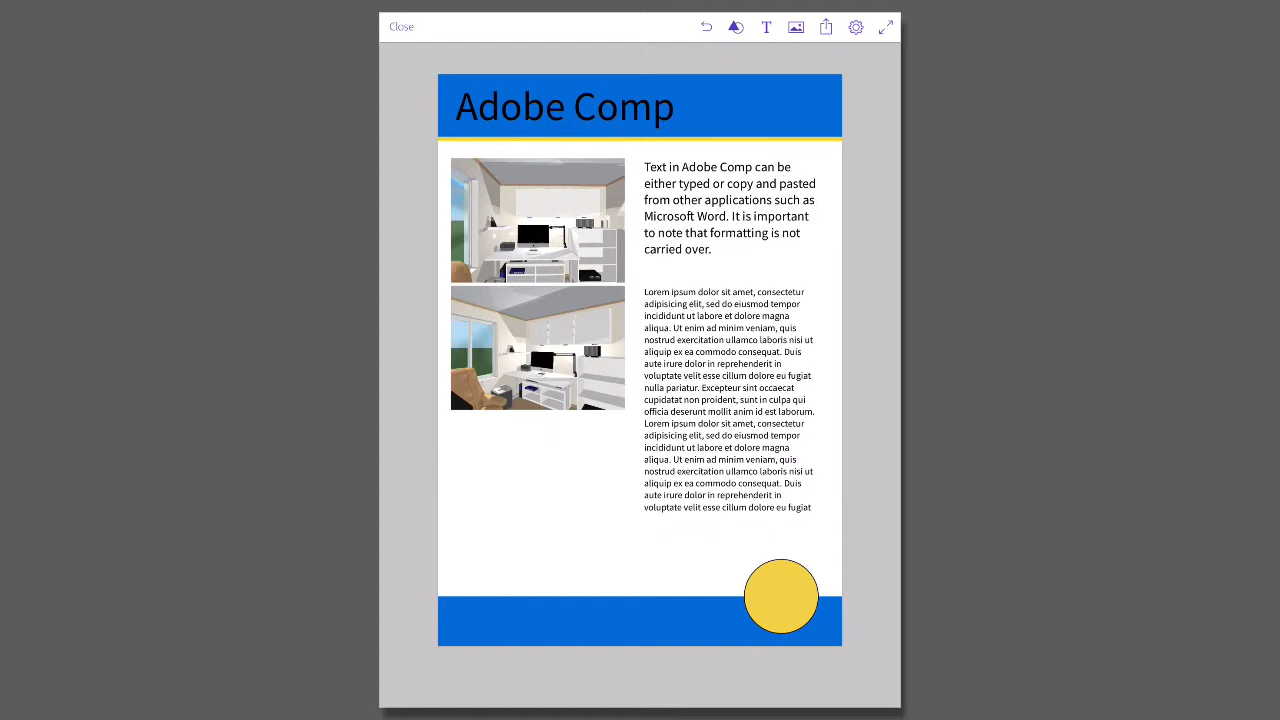 Close
T
Adobe Comp
Text in Adobe Comp can be
either typed or copy and pasted
from other applications such as
Microsoft Word. It is important
to note that formatting is not
carried over.
Lorem ipsum dolor sit amet, consectetur
adipisicing elit, sed do eiusmod tempor
incididunt ut labore et dolore magna
aliqua. Ut enim ad minim veniam, quis
nostrud exercitation ullamco laboris nisi ut
aliquip ex ea commodo consequat. Duis
aute irure dolor in reprehenderit in
voluptate velit esse cillum dolore eu fugiat
nulla pariatur. Excepteur sint occaecat
cupidatat non proident, sunt in culpa qui
officia deserunt mollit anim id est laborum.
Lorem ipsum dolor sit amet, consectetur
adipisicing elit, sed do eiusmod tempor
incididunt ut labore et dolore magna
aliqua. Ut enim ad minim veniam, quis
nostrud exercitation ullamco laboris nisi ut
aliquip ex ea commodo consequat. Duis
aute irure dolor in reprehenderit in
voluptate velit esse cillum dolore eu fugiat